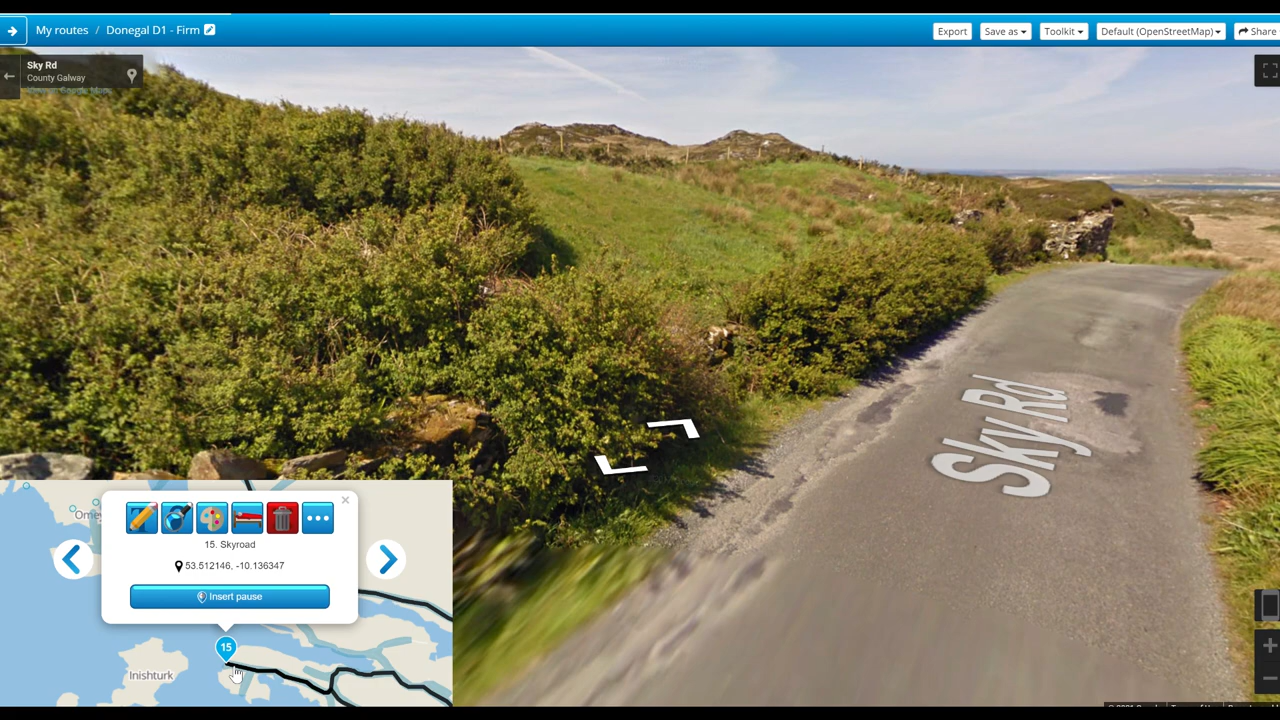 My routes / Donegal D1 - Firm
Export
Save as
Toolkit
Default (OpenStreetMap)
Share
Sky Rd
County Galway
Sky Rd
Omey
15. Skyroad
53.512146, -10.136347
Insert pause
15
Inishturk